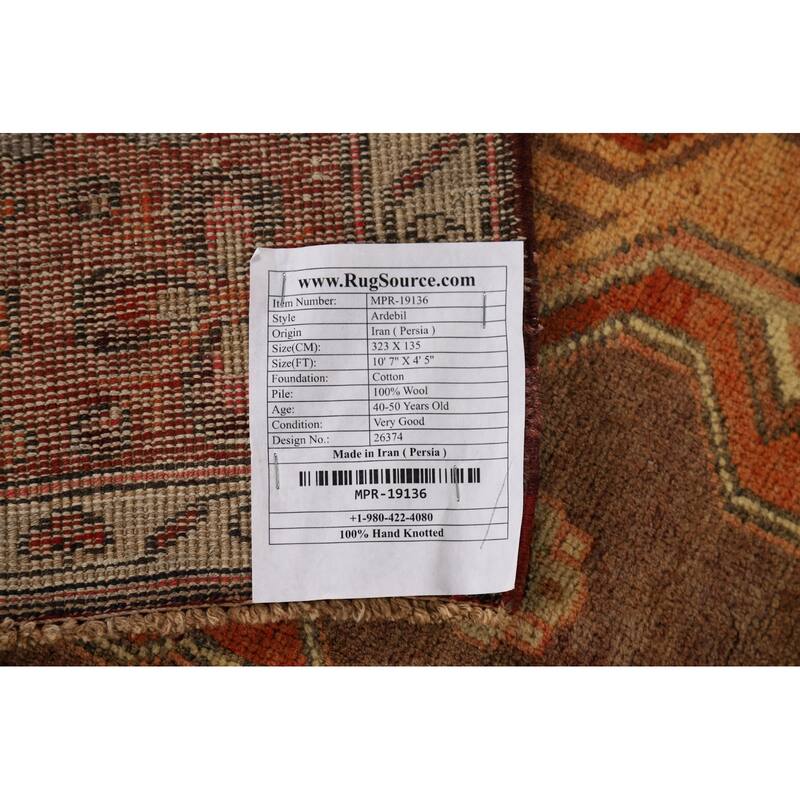 www.RugSource.com
Item Number: MPR-19136
Style Ardebil
Origin Iran ( Persia )
Size(CM): 323 X 135
Size(FT): 10' 7" X 4' 5"
Foundation: Cotton
Pile: 100% Wool
Age: 40-50 Years Old
Condition: Very Good
Design No.: 26374
Made in Iran ( Persia )
MPR-19136
+1-980-422-4080
100% Hand Knotted